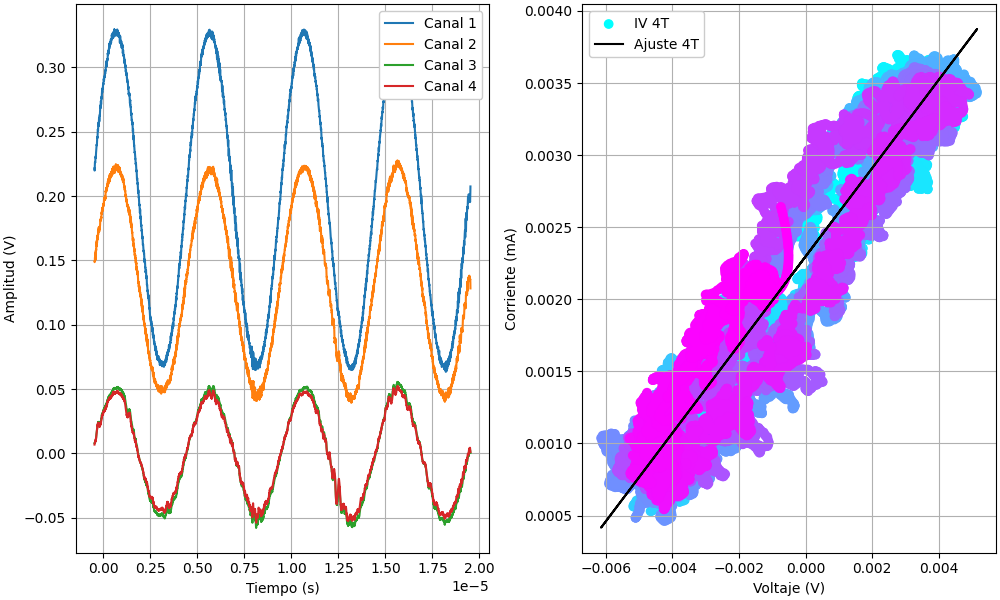 Canal 1
Canal 2
Canal 3
Canal 4
0.30
0.25
0.20
0.15
0.10
0.05
0.00
−0.05
Amplitud (V)
0.00 0.25 0.50 0.75 1.00 1.25 1.50 1.75 2.00
1e−5
Tiempo (s)
IV 4T
Ajuste 4T
0.0040
0.0035
0.0030
0.0025
0.0020
0.0015
0.0010
0.0005
Corriente (mA)
−0.006 −0.004 −0.002 0.000 0.002 0.004
Voltaje (V)